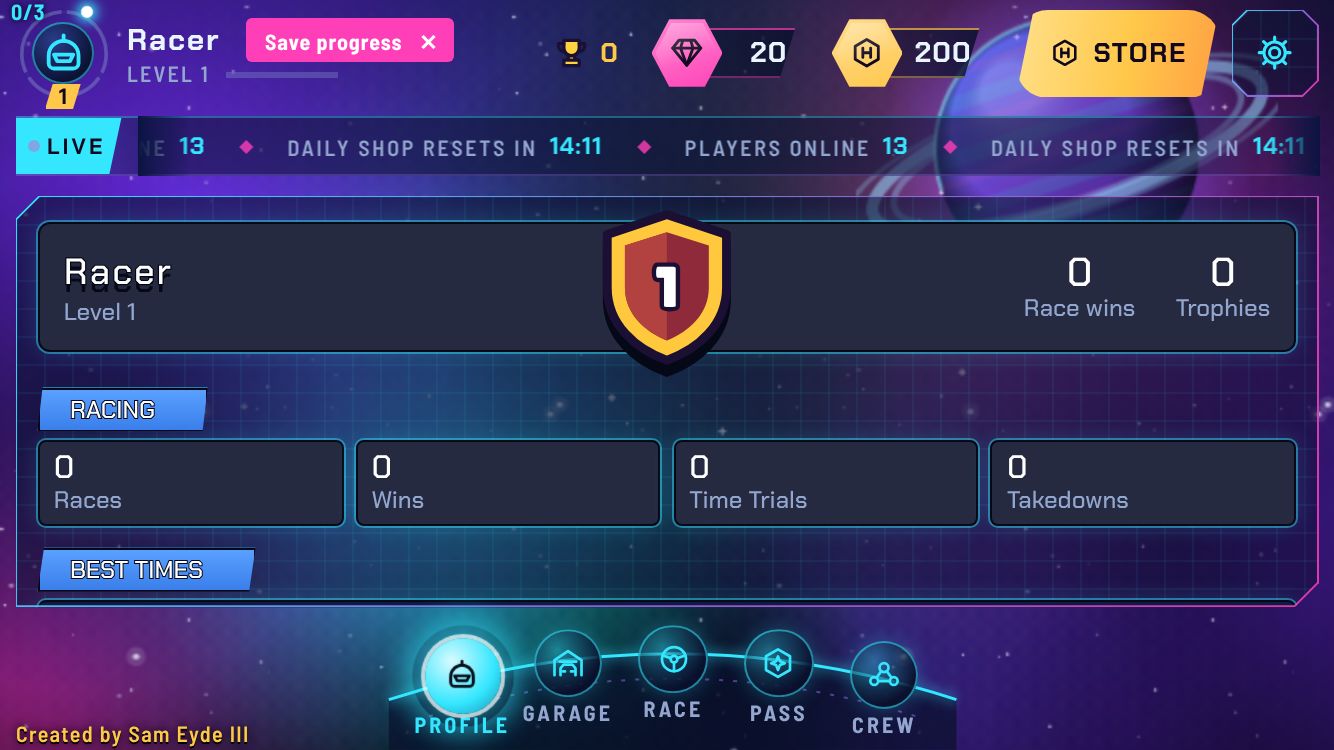 0/3
Racer
Save progress ×
LEVEL 1
1
0
20
200
STORE
LIVE
NE 13 ◆ DAILY SHOP RESETS IN 14:11 ◆ PLAYERS ONLINE 13 ◆ DAILY SHOP RESETS IN 14:11
Racer
Level 1
1
0
Race wins
0
Trophies
RACING
0
Races
0
Wins
0
Time Trials
0
Takedowns
BEST TIMES
PROFILE
GARAGE
RACE
PASS
CREW
Created by Sam Eyde III